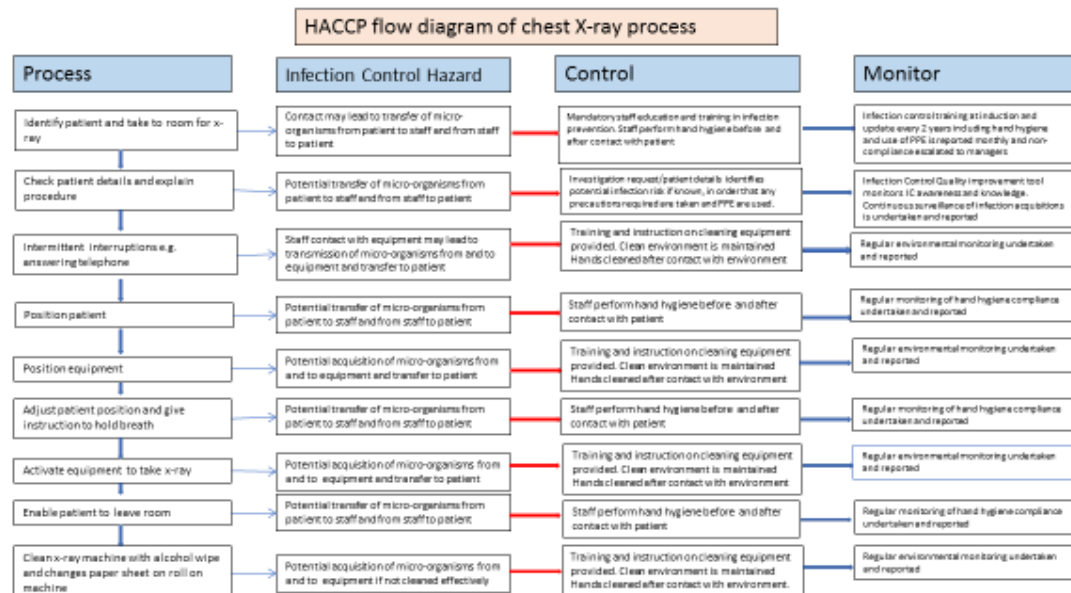 HACCP flow diagram of chest X-ray process
Process
Infection Control Hazard
Control
Monitor
Identify patient and take to room for x-
ray
Contact may lead to transfer of micro-
organisms from patient to staff and from staff
to patient
Mandatory staff education and training in infection
prevention. Staff perform hand hygiene before and
after contact with patient
Infection control training at induction and
update every 2 years including hand hygiene
and use of PPE is reported monthly and non-
compliance escalated to managers
Check patient details and explain
procedure
Potential transfer of micro-organisms from
patient to staff and from staff to patient
Investigation request/patient details identifies
potential infection risk if known, in order that any
precautions required are taken and PPE are used.
Infection Control Quality improvement tool
monitors IC awareness and knowledge.
Continuous surveillance of infection acquisitions
is undertaken and reported
Intermittent interruptions e.g.
answering telephone
Staff contact with equipment may lead to
transmission of micro-organisms from and to
equipment and transfer to patient
Training and instruction on cleaning equipment
provided. Clean environment is maintained
Hands cleaned after contact with environment
Regular environmental monitoring undertaken
and reported
Position patient
Potential transfer of micro-organisms from
patient to staff and from staff to patient
Staff perform hand hygiene before and after
contact with patient
Regular monitoring of hand hygiene compliance
undertaken and reported
Position equipment
Potential acquisition of micro-organisms from
and to equipment and transfer to patient
Training and instruction on cleaning equipment
provided. Clean environment is maintained
Hands cleaned after contact with environment
Regular environmental monitoring undertaken
and reported
Adjust patient position and give
instruction to hold breath
Potential transfer of micro-organisms from
patient to staff and from staff to patient
Staff perform hand hygiene before and after
contact with patient
Regular monitoring of hand hygiene compliance
undertaken and reported
Activate equipment to take x-ray
Potential acquisition of micro-organisms from
and to equipment and transfer to patient
Training and instruction on cleaning equipment
provided. Clean environment is maintained
Hands cleaned after contact with environment
Regular environmental monitoring undertaken
and reported
Enable patient to leave room
Potential transfer of micro-organisms from
patient to staff and from staff to patient
Staff perform hand hygiene before and after
contact with patient
Regular monitoring of hand hygiene compliance
undertaken and reported
Clean x-ray machine with alcohol wipe
and changes paper sheet on roll on
machine
Potential acquisition of micro-organisms from
and to equipment if not cleaned effectively
Training and instruction on cleaning equipment
provided. Clean environment is maintained
Hands cleaned after contact with environment.
Regular environmental monitoring undertaken
and reported